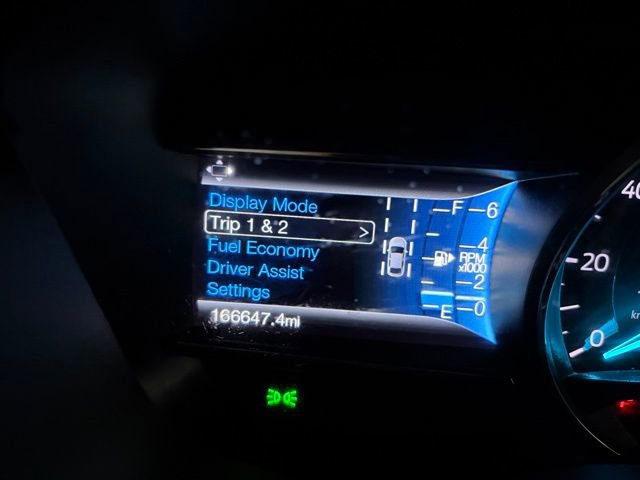 Display Mode
Trip 1 & 2 >
Fuel Economy
Driver Assist
Settings
166647.4mi
F 6
4
RPM
x1000
2
E 0
40
20
0